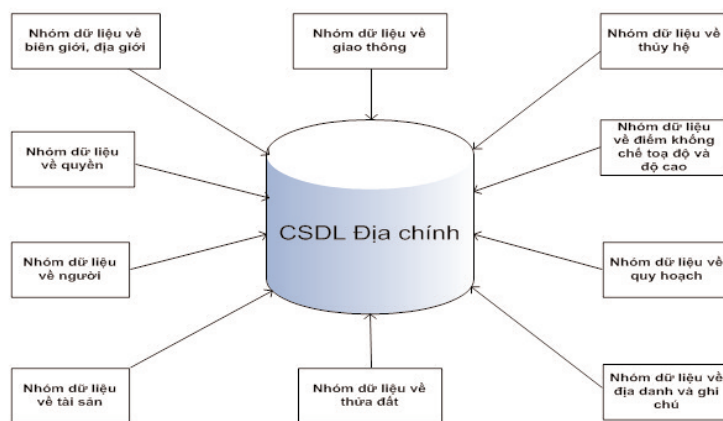 Nhóm dữ liệu về
biên giới, địa giới
Nhóm dữ liệu về
giao thông
Nhóm dữ liệu về
thủy hệ
Nhóm dữ liệu
về quyền
Nhóm dữ liệu
về điểm khống
chế toạ độ và
độ cao
CSDL Địa chính
Nhóm dữ liệu
về người
Nhóm dữ liệu về
quy hoạch
Nhóm dữ liệu
về tài sản
Nhóm dữ liệu về
thửa đất
Nhóm dữ liệu về
địa danh và ghi
chú